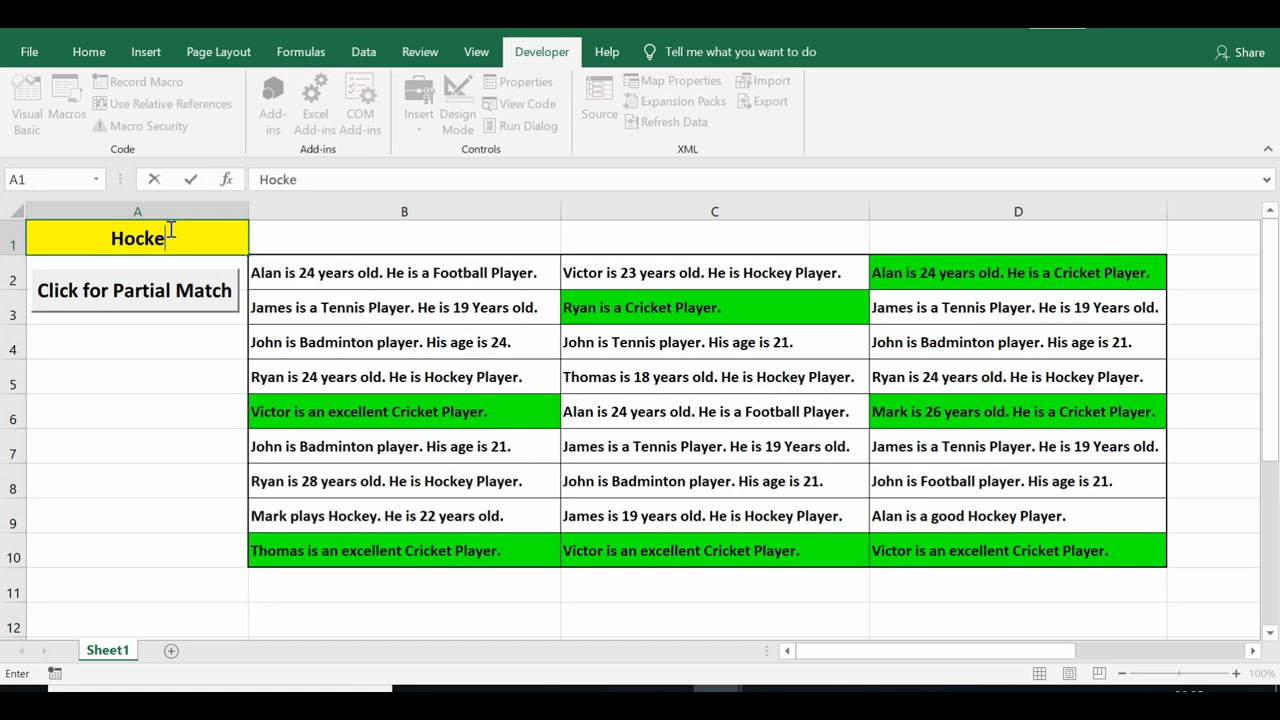 File Home Insert Page Layout Formulas Data Review View Developer Help Tell me what you want to do Share
Visual Basic
Macros
Record Macro
Use Relative References
Macro Security
Code
Add-ins
Excel Add-ins
COM Add-ins
Add-ins
Insert
Design Mode
Properties
View Code
Run Dialog
Controls
Source
Map Properties
Expansion Packs
Refresh Data
Import
Export
XML
A1 fx Hocke
A B C D
1 Hocke
2 Alan is 24 years old. He is a Football Player. Victor is 23 years old. He is Hockey Player. Alan is 24 years old. He is a Cricket Player.
Click for Partial Match
3 James is a Tennis Player. He is 19 Years old. Ryan is a Cricket Player. James is a Tennis Player. He is 19 Years old.
4 John is Badminton player. His age is 24. John is Tennis player. His age is 21. John is Badminton player. His age is 21.
5 Ryan is 24 years old. He is Hockey Player. Thomas is 18 years old. He is Hockey Player. Ryan is 24 years old. He is Hockey Player.
6 Victor is an excellent Cricket Player. Alan is 24 years old. He is a Football Player. Mark is 26 years old. He is a Cricket Player.
7 John is Badminton player. His age is 21. James is a Tennis Player. He is 19 Years old. James is a Tennis Player. He is 19 Years old.
8 Ryan is 28 years old. He is Hockey Player. John is Badminton player. His age is 21. John is Football player. His age is 21.
9 Mark plays Hockey. He is 22 years old. James is 19 years old. He is Hockey Player. Alan is a good Hockey Player.
10 Thomas is an excellent Cricket Player. Victor is an excellent Cricket Player. Victor is an excellent Cricket Player.
11
12
Sheet1
Enter 100%